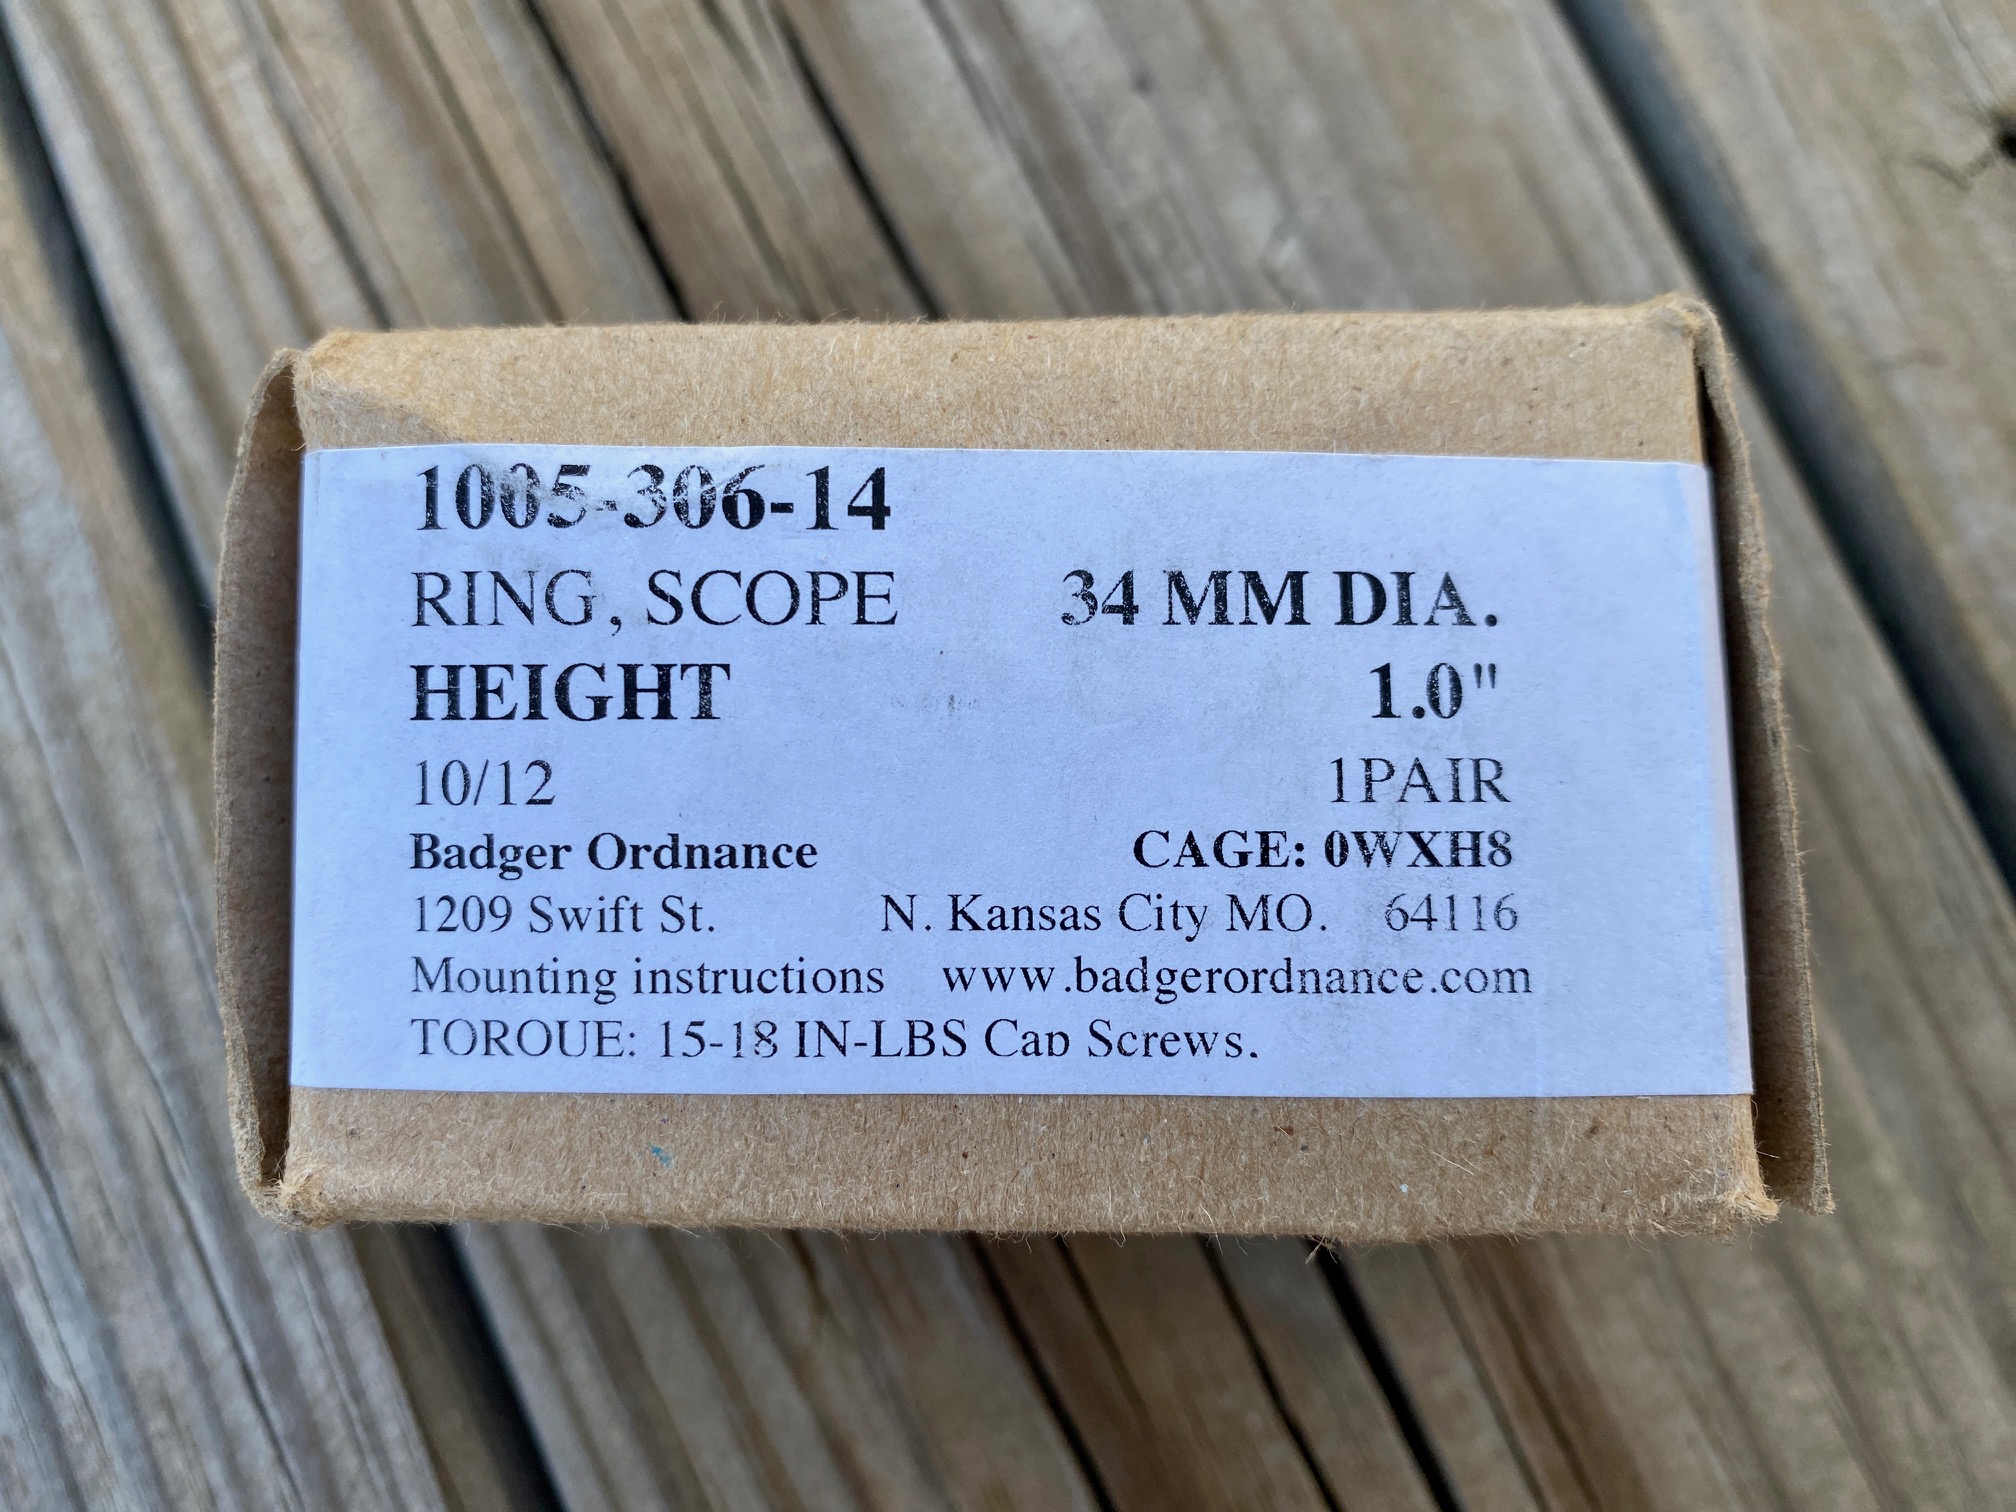 1005-306-14
RING, SCOPE 34 MM DIA.
HEIGHT 1.0"
10/12 1PAIR
Badger Ordnance CAGE: 0WXH8
1209 Swift St. N. Kansas City MO. 64116
Mounting instructions www.badgerordnance.com
TORQUE: 15-18 IN-LBS Cap Screws.